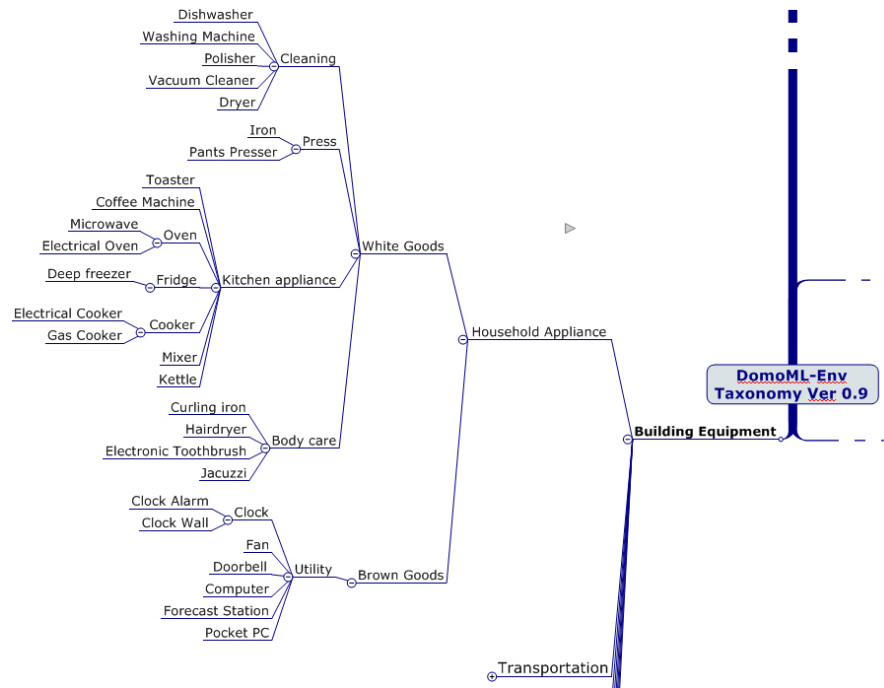 Dishwasher
Washing Machine
Polisher
Cleaning
Vacuum Cleaner
Dryer
Iron
Press
Pants Presser
Toaster
Coffee Machine
Microwave
Oven
Electrical Oven
White Goods
Deep freezer
Fridge
Kitchen appliance
Electrical Cooker
Cooker
Gas Cooker
Mixer
Kettle
Household Appliance
DomoML-Env
Taxonomy Ver 0.9
Curling iron
Hairdryer
Body care
Electronic Toothbrush
Jacuzzi
Building Equipment
Clock Alarm
Clock
Clock Wall
Fan
Doorbell
Utility
Brown Goods
Computer
Forecast Station
Pocket PC
Transportation